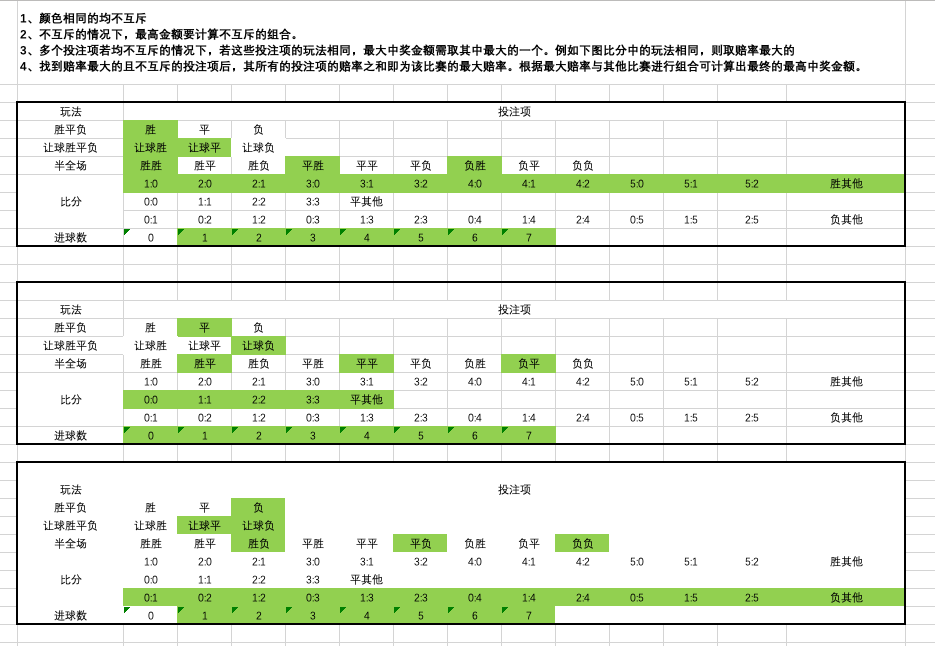 1、颜色相同的均不互斥
2、不互斥的情况下，最高金额要计算不互斥的组合。
3、多个投注项若均不互斥的情况下，若这些投注项的玩法相同，最大中奖金额需取其中最大的一个。例如下图比分中的玩法相同，则取赔率最大的
4、找到赔率最大的且不互斥的投注项后，其所有的投注项的赔率之和即为该比赛的最大赔率。根据最大赔率与其他比赛进行组合可计算出最终的最高中奖金额。
玩法 投注项
胜平负 胜 平 负
让球胜平负 让球胜 让球平 让球负
半全场 胜胜 胜平 胜负 平胜 平平 平负 负胜 负平 负负
1:0 2:0 2:1 3:0 3:1 3:2 4:0 4:1 4:2 5:0 5:1 5:2 胜其他
比分 0:0 1:1 2:2 3:3 平其他
0:1 0:2 1:2 0:3 1:3 2:3 0:4 1:4 2:4 0:5 1:5 2:5 负其他
进球数 0 1 2 3 4 5 6 7
玩法 投注项
胜平负 胜 平 负
让球胜平负 让球胜 让球平 让球负
半全场 胜胜 胜平 胜负 平胜 平平 平负 负胜 负平 负负
1:0 2:0 2:1 3:0 3:1 3:2 4:0 4:1 4:2 5:0 5:1 5:2 胜其他
比分 0:0 1:1 2:2 3:3 平其他
0:1 0:2 1:2 0:3 1:3 2:3 0:4 1:4 2:4 0:5 1:5 2:5 负其他
进球数 0 1 2 3 4 5 6 7
玩法 投注项
胜平负 胜 平 负
让球胜平负 让球胜 让球平 让球负
半全场 胜胜 胜平 胜负 平胜 平平 平负 负胜 负平 负负
1:0 2:0 2:1 3:0 3:1 3:2 4:0 4:1 4:2 5:0 5:1 5:2 胜其他
比分 0:0 1:1 2:2 3:3 平其他
0:1 0:2 1:2 0:3 1:3 2:3 0:4 1:4 2:4 0:5 1:5 2:5 负其他
进球数 0 1 2 3 4 5 6 7